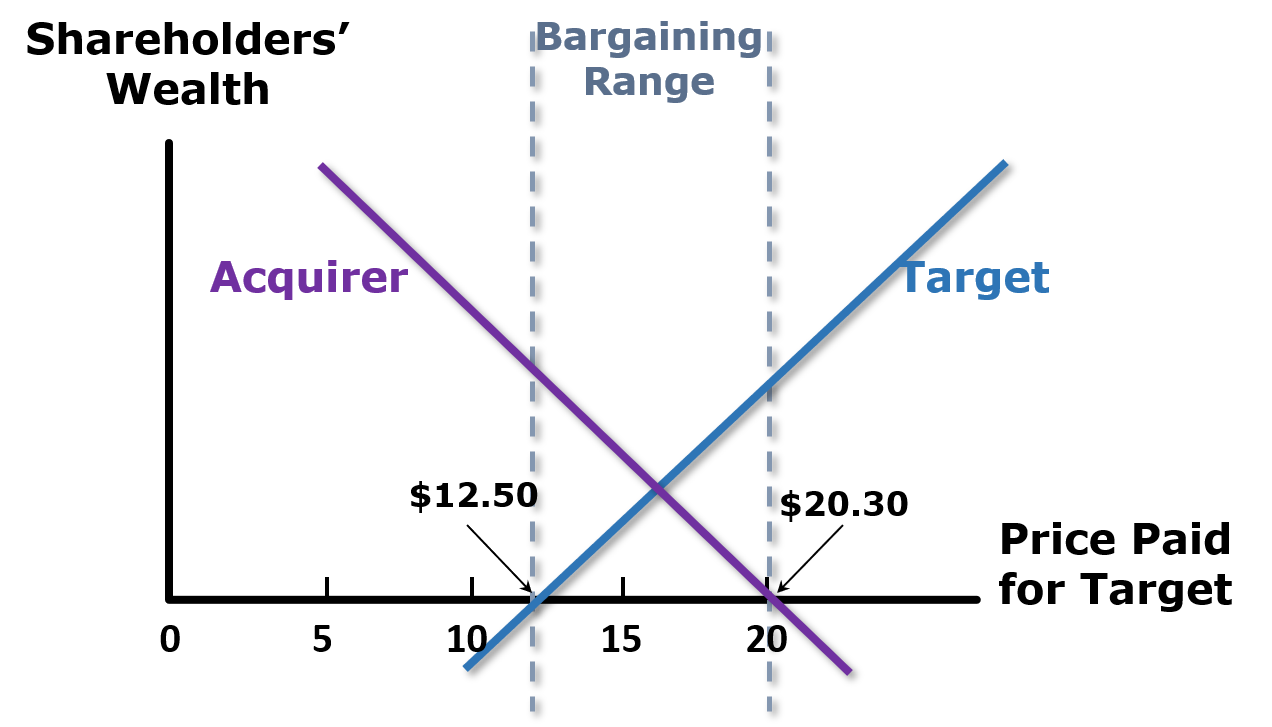 Shareholders’
Wealth
Bargaining
Range
Acquirer
Target
$12.50
$20.30
Price Paid
for Target
0
5
10
15
20